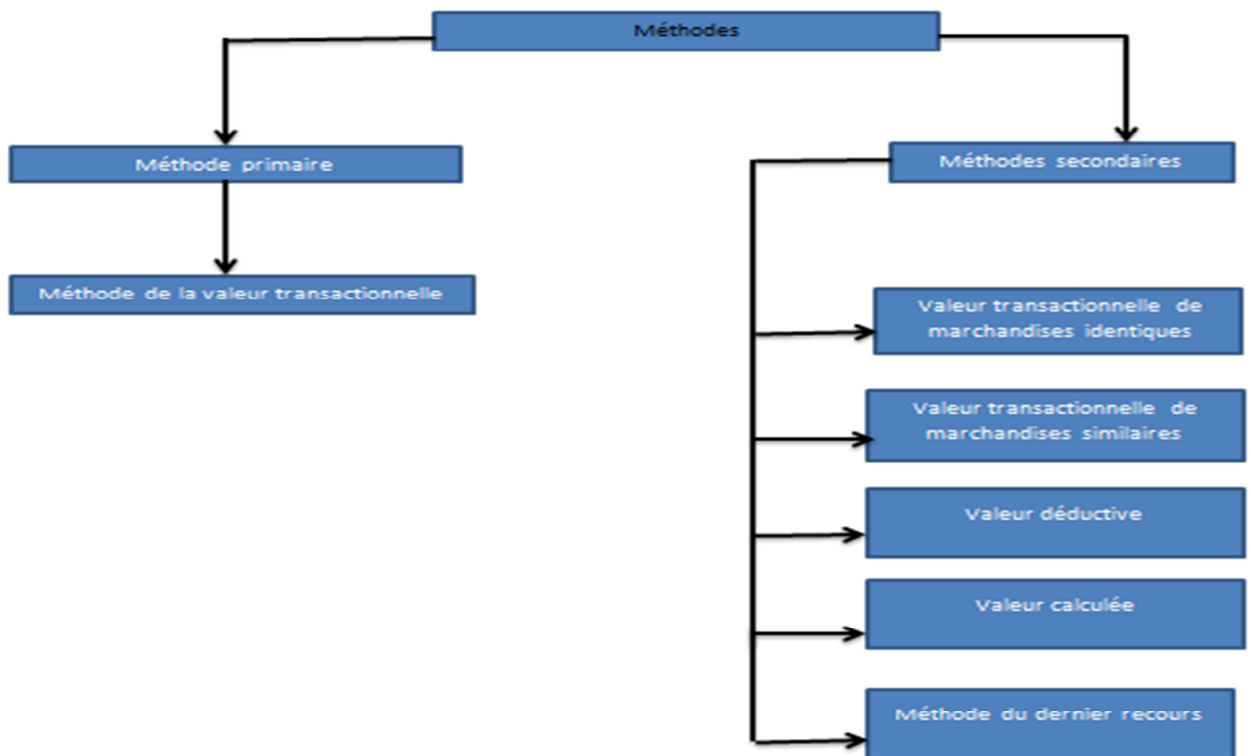 Méthodes
Méthode primaire
Méthodes secondaires
Méthode de la valeur transactionnelle
Valeur transactionnelle de
marchandises identiques
Valeur transactionnelle de
marchandises similaires
Valeur déductive
Valeur calculée
Méthode du dernier recours